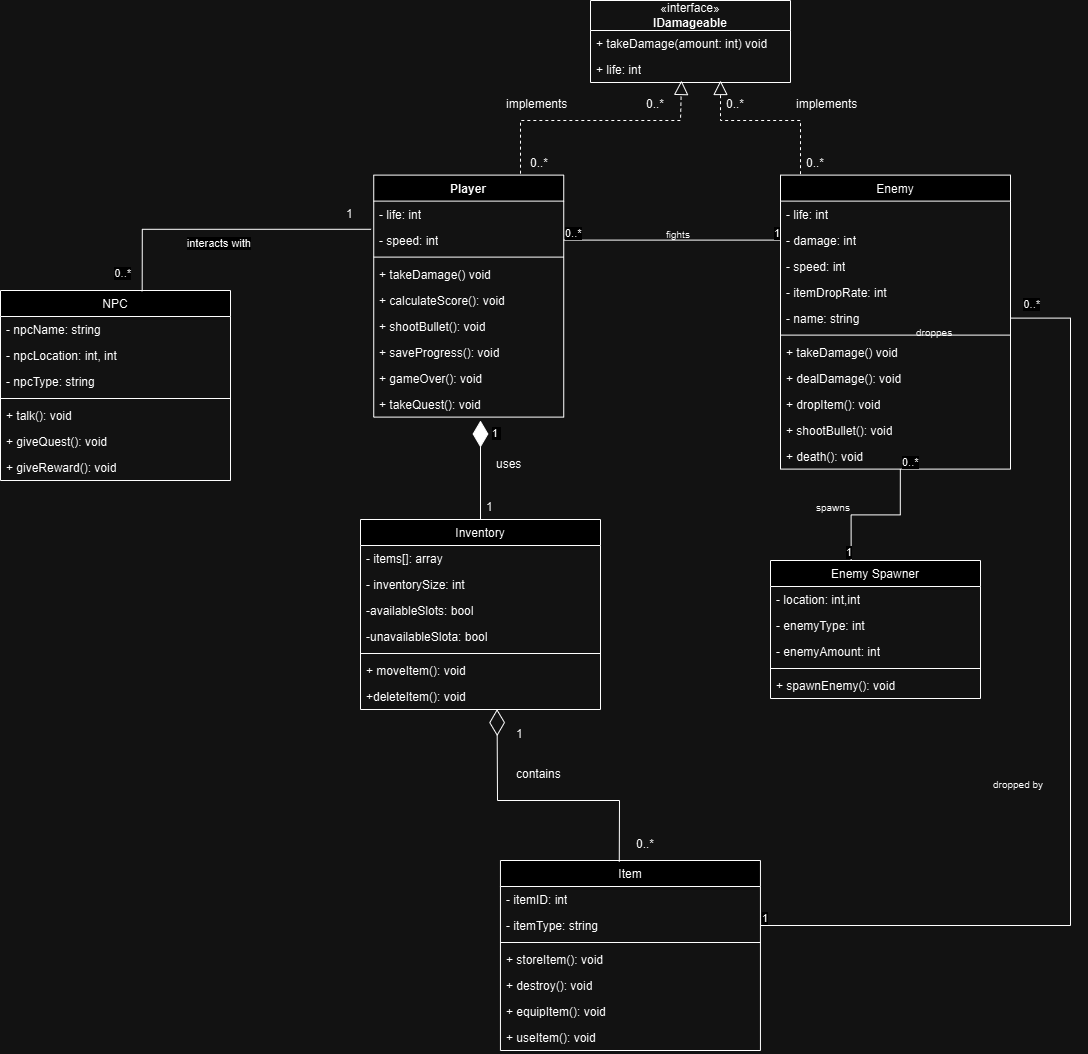 «interface»
IDamageable
+ takeDamage(amount: int) void
+ life: int
implements
0..*
0..*
implements
0..*
0..*
Player
- life: int
- speed: int
+ takeDamage() void
+ calculateScore(): void
+ shootBullet(): void
+ saveProgress(): void
+ gameOver(): void
+ takeQuest(): void
Enemy
- life: int
- damage: int
- speed: int
- itemDropRate: int
- name: string
droppes
+ takeDamage() void
+ dealDamage(): void
+ dropItem(): void
+ shootBullet(): void
+ death(): void
0..*
1
interacts with
0..*
0..*
fights
1
0..*
NPC
- npcName: string
- npcLocation: int, int
- npcType: string
+ talk(): void
+ giveQuest(): void
+ giveReward(): void
1
uses
1
spawns
1
Inventory
- items[]: array
- inventorySize: int
-availableSlots: bool
-unavailableSlota: bool
+ moveItem(): void
+deleteItem(): void
Enemy Spawner
- location: int,int
- enemyType: int
- enemyAmount: int
+ spawnEnemy(): void
1
contains
0..*
dropped by
1
Item
- itemID: int
- itemType: string
+ storeItem(): void
+ destroy(): void
+ equipItem(): void
+ useItem(): void